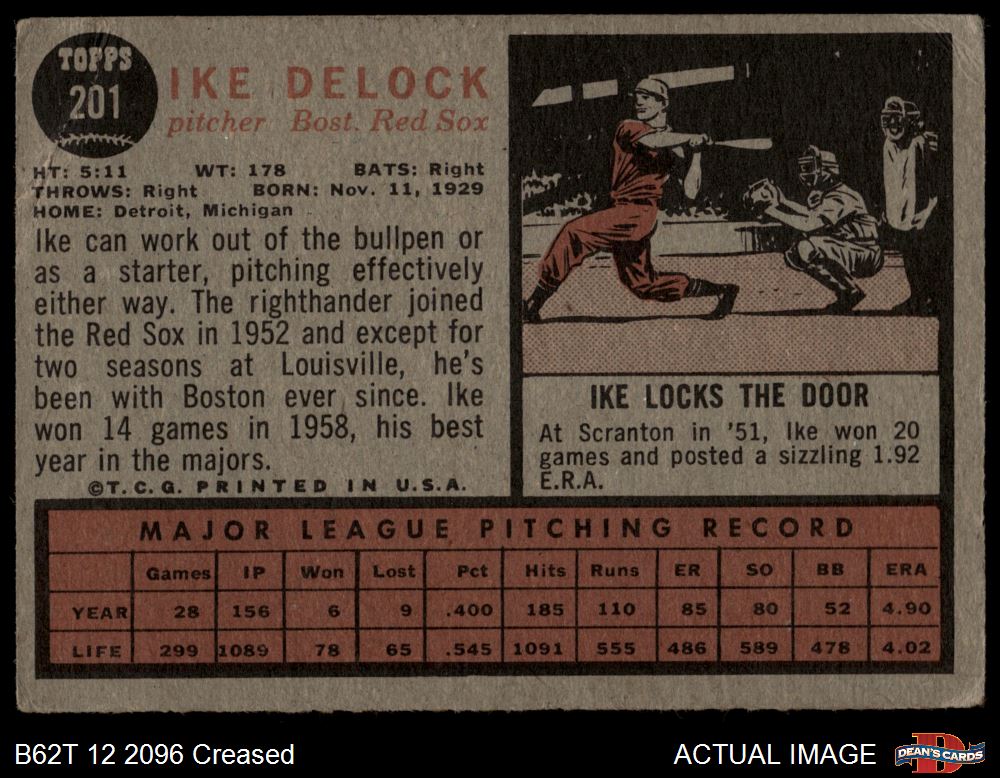 TOPPS
201
IKE DELOCK
pitcher Bost. Red Sox
HT: 5:11 WT: 178 BATS: Right
THROWS: Right BORN: Nov. 11, 1929
HOME: Detroit, Michigan
Ike can work out of the bullpen or
as a starter, pitching effectively
either way. The righthander joined
the Red Sox in 1952 and except for
two seasons at Louisville, he's
been with Boston ever since. Ike
won 14 games in 1958, his best
year in the majors.
©T.C.G. PRINTED IN U.S.A.
IKE LOCKS THE DOOR
At Scranton in '51, Ike won 20
games and posted a sizzling 1.92
E.R.A.
MAJOR LEAGUE PITCHING RECORD
Games IP Won Lost Pct Hits Runs ER SO BB ERA
YEAR 28 156 6 9 .400 185 110 85 80 52 4.90
LIFE 299 1089 78 65 .545 1091 555 486 589 478 4.02
B62T 12 2096 Creased
ACTUAL IMAGE
D
DEAN'S CARDS